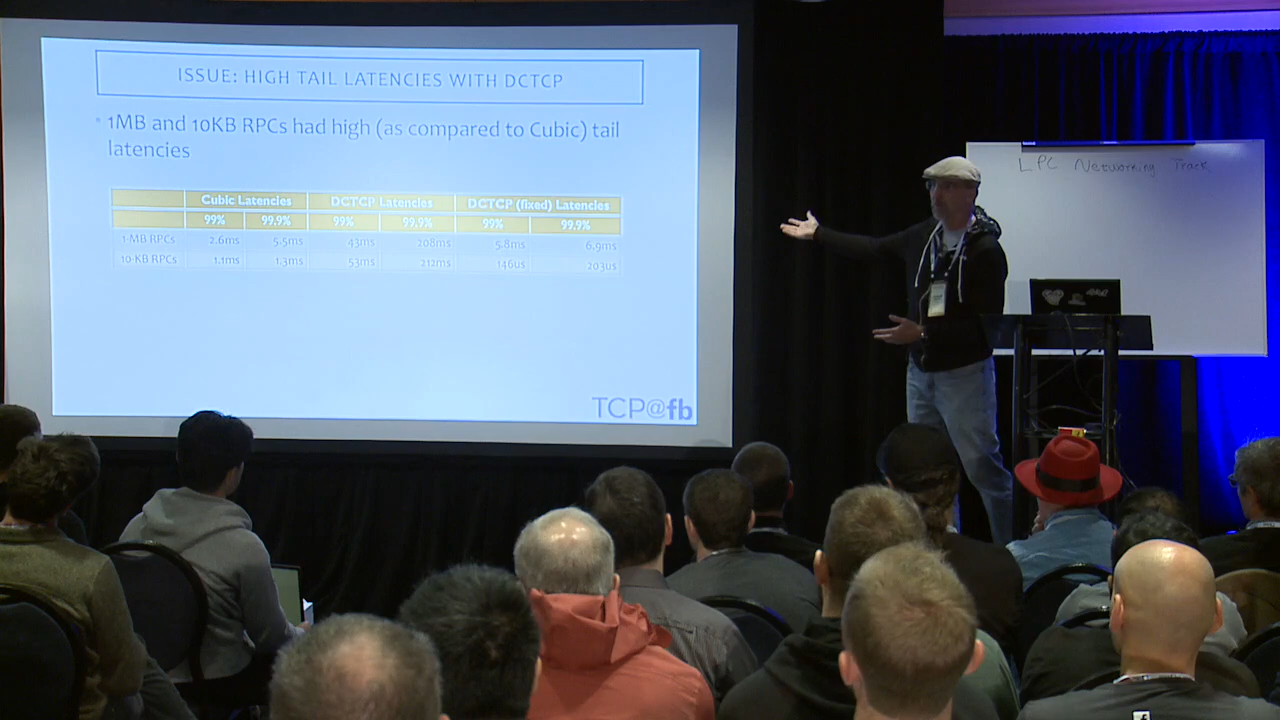 ISSUE: HIGH TAIL LATENCIES WITH DCTCP
1MB and 10KB RPCs had high (as compared to Cubic) tail
latencies
Cubic Latencies DCTCP Latencies DCTCP (fixed) Latencies
99% 99.9% 99% 99.9% 99% 99.9%
1-MB RPCs 2.6ms 5.5ms 43ms 208ms 5.8ms 6.9ms
10-KB RPCs 1.1ms 1.3ms 53ms 212ms 146us 203us
TCP@fb
LPC Networking Track